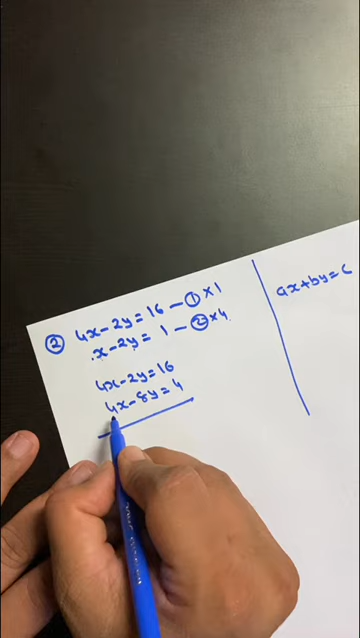 ② 4x-2y=16 - ① ×1
x-2y= 1 - ② ×4
4x-2y=16
4x-8y=4
ax+by=c